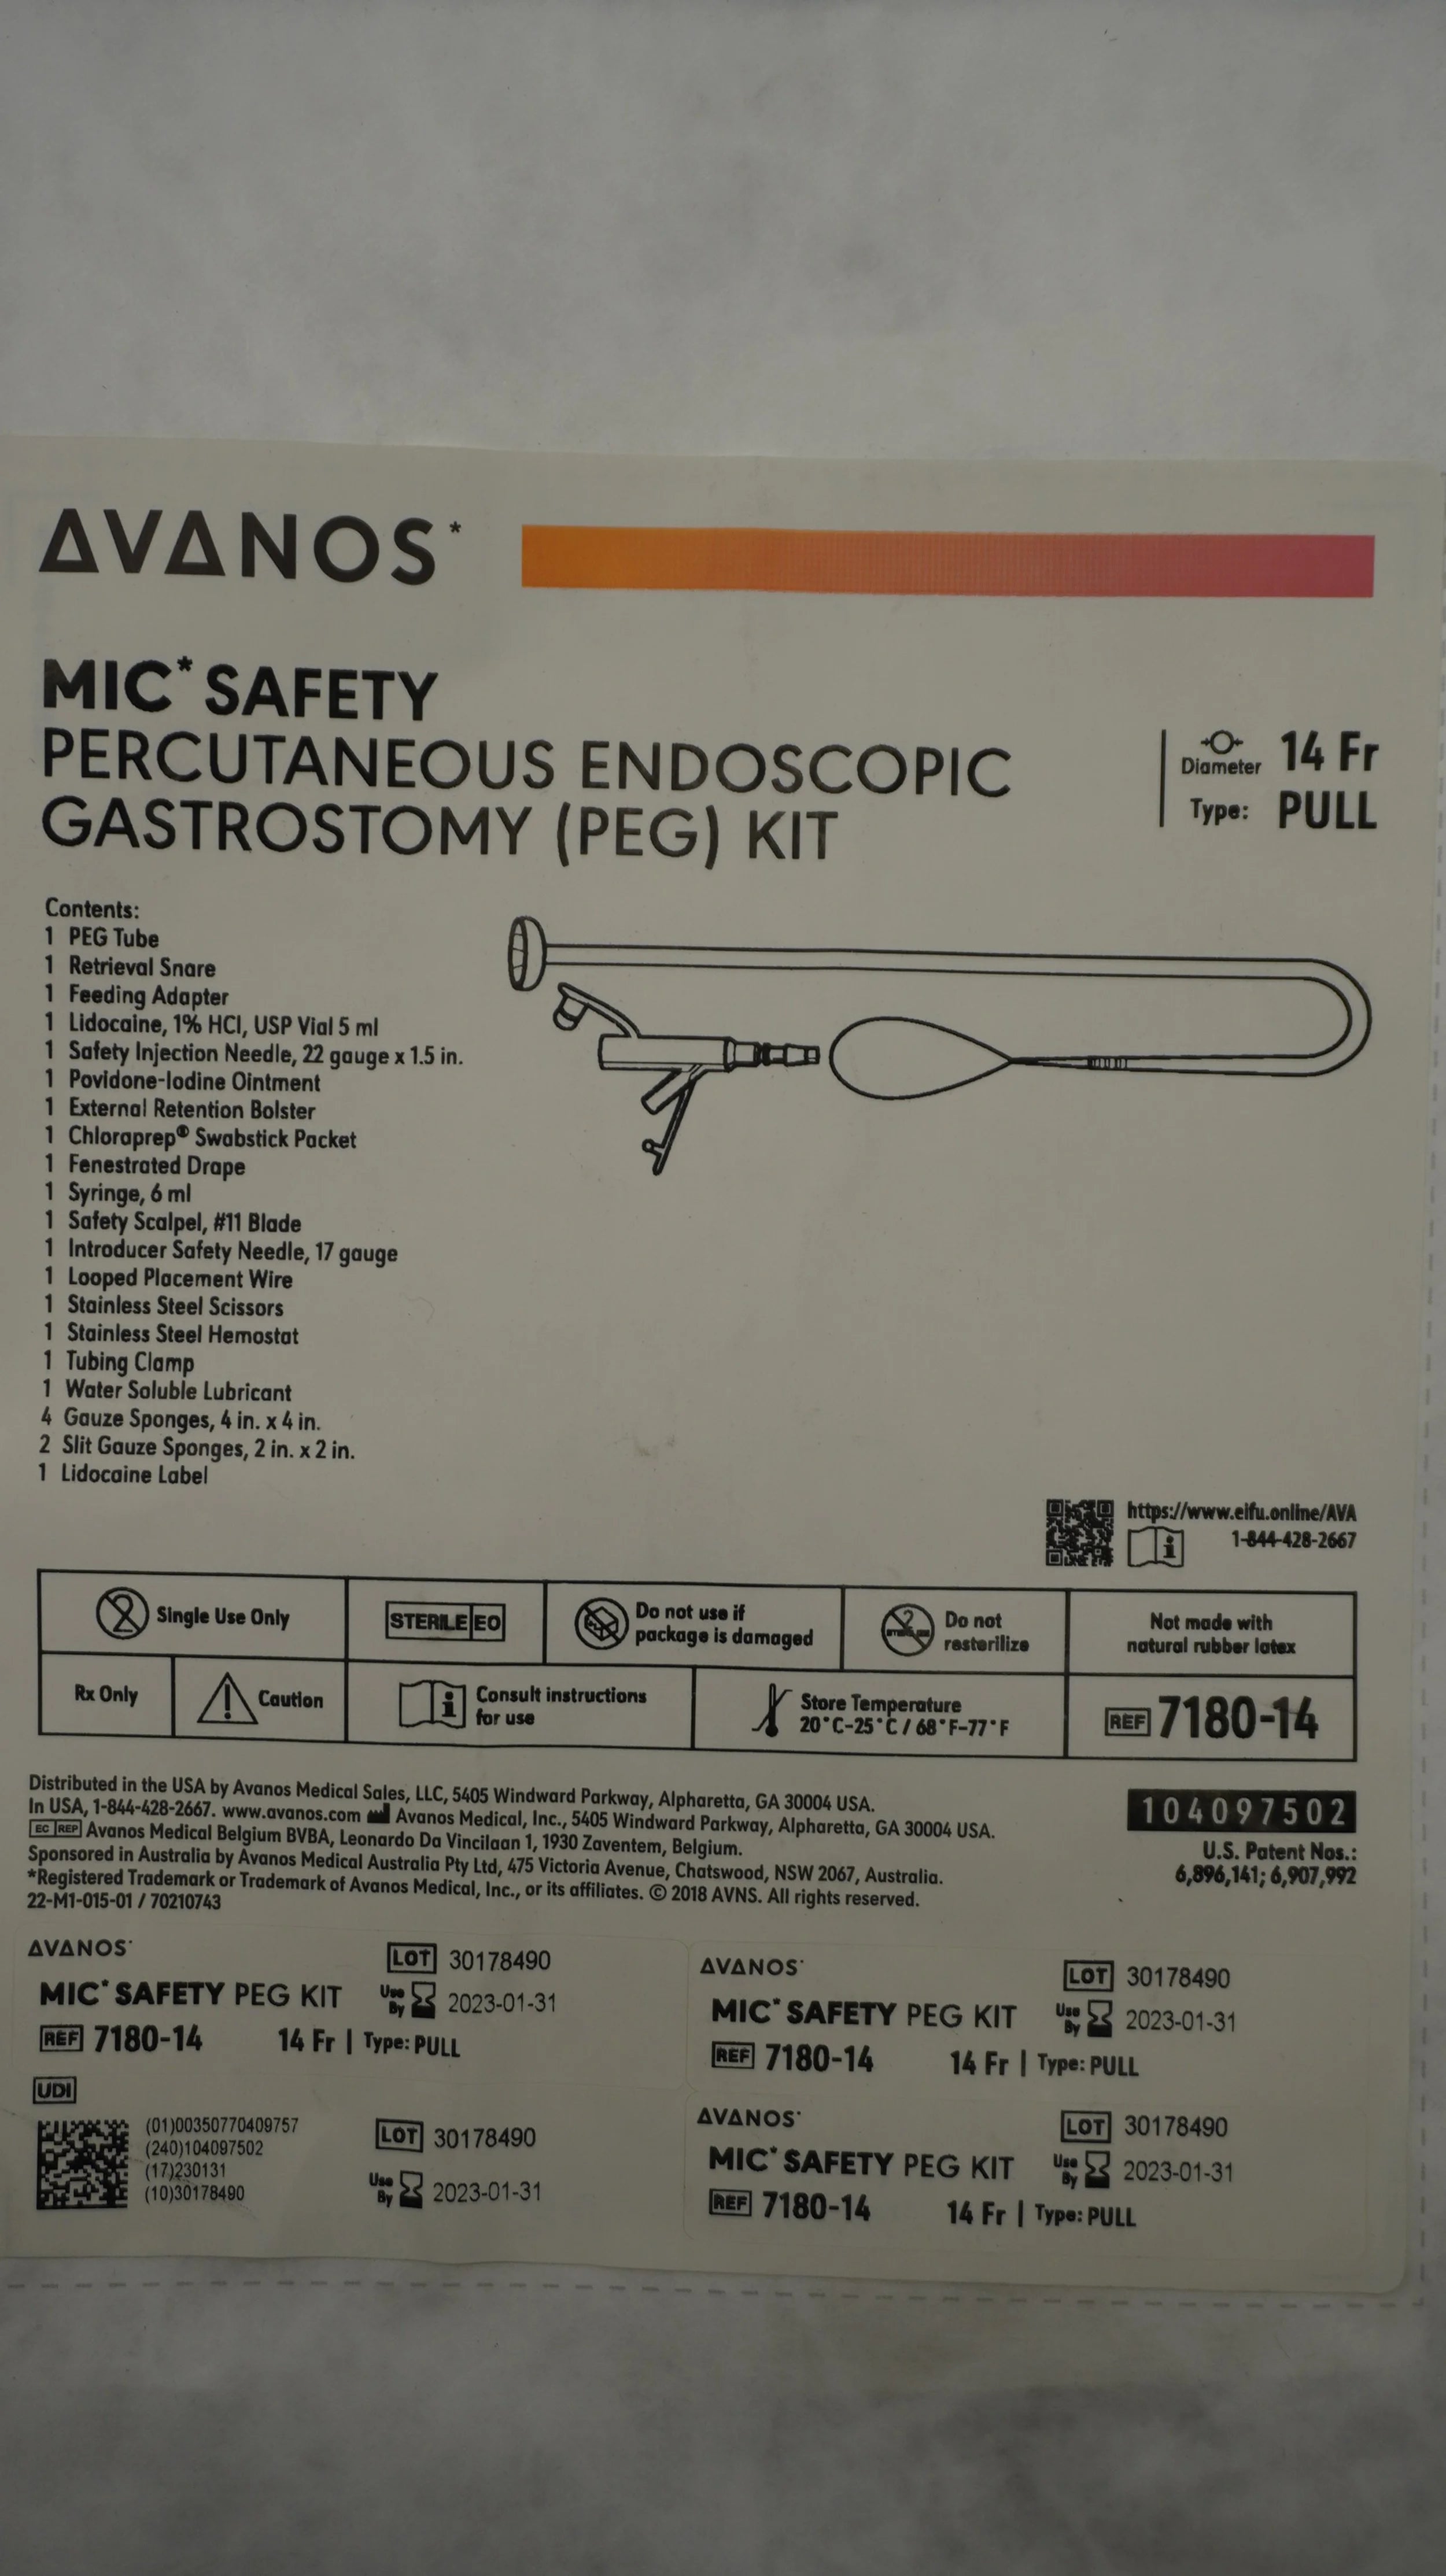 AVANOS*
MIC* SAFETY
PERCUTANEOUS ENDOSCOPIC
GASTROSTOMY (PEG) KIT
Diameter 14 Fr
Type: PULL
Contents:
1 PEG Tube
1 Retrieval Snare
1 Feeding Adapter
1 Lidocaine, 1% HCl, USP Vial 5 ml
1 Safety Injection Needle, 22 gauge x 1.5 in.
1 Povidone-Iodine Ointment
1 External Retention Bolster
1 Chloraprep® Swabstick Packet
1 Fenestrated Drape
1 Syringe, 6 ml
1 Safety Scalpel, #11 Blade
1 Introducer Safety Needle, 17 gauge
1 Looped Placement Wire
1 Stainless Steel Scissors
1 Stainless Steel Hemostat
1 Tubing Clamp
1 Water Soluble Lubricant
4 Gauze Sponges, 4 in. x 4 in.
2 Slit Gauze Sponges, 2 in. x 2 in.
1 Lidocaine Label
https://www.eifu.online/AVA
1-844-428-2667
2 Single Use Only
STERILE EO
Do not use if
package is damaged
2 STERILIZE Do not
resterilize
Not made with
natural rubber latex
Rx Only
! Caution
i Consult instructions
for use
Store Temperature
20°C-25°C / 68°F-77°F
REF 7180-14
Distributed in the USA by Avanos Medical Sales, LLC, 5405 Windward Parkway, Alpharetta, GA 30004 USA.
In USA, 1-844-428-2667. www.avanos.com Avanos Medical, Inc., 5405 Windward Parkway, Alpharetta, GA 30004 USA.
EC REP Avanos Medical Belgium BVBA, Leonardo Da Vincilaan 1, 1930 Zaventem, Belgium.
Sponsored in Australia by Avanos Medical Australia Pty Ltd, 475 Victoria Avenue, Chatswood, NSW 2067, Australia.
*Registered Trademark or Trademark of Avanos Medical, Inc., or its affiliates. © 2018 AVNS. All rights reserved.
22-M1-015-01 / 70210743
104097502
U.S. Patent Nos.:
6,896,141; 6,907,992
AVANOS*
MIC* SAFETY PEG KIT
REF 7180-14 14 Fr | Type: PULL
LOT 30178490
Use By 2023-01-31
AVANOS*
MIC* SAFETY PEG KIT
REF 7180-14 14 Fr | Type: PULL
LOT 30178490
Use By 2023-01-31
UDI
(01)00350770409757
(240)104097502
(17)230131
(10)30178490
LOT 30178490
Use By 2023-01-31
AVANOS*
MIC* SAFETY PEG KIT
REF 7180-14 14 Fr | Type: PULL
LOT 30178490
Use By 2023-01-31